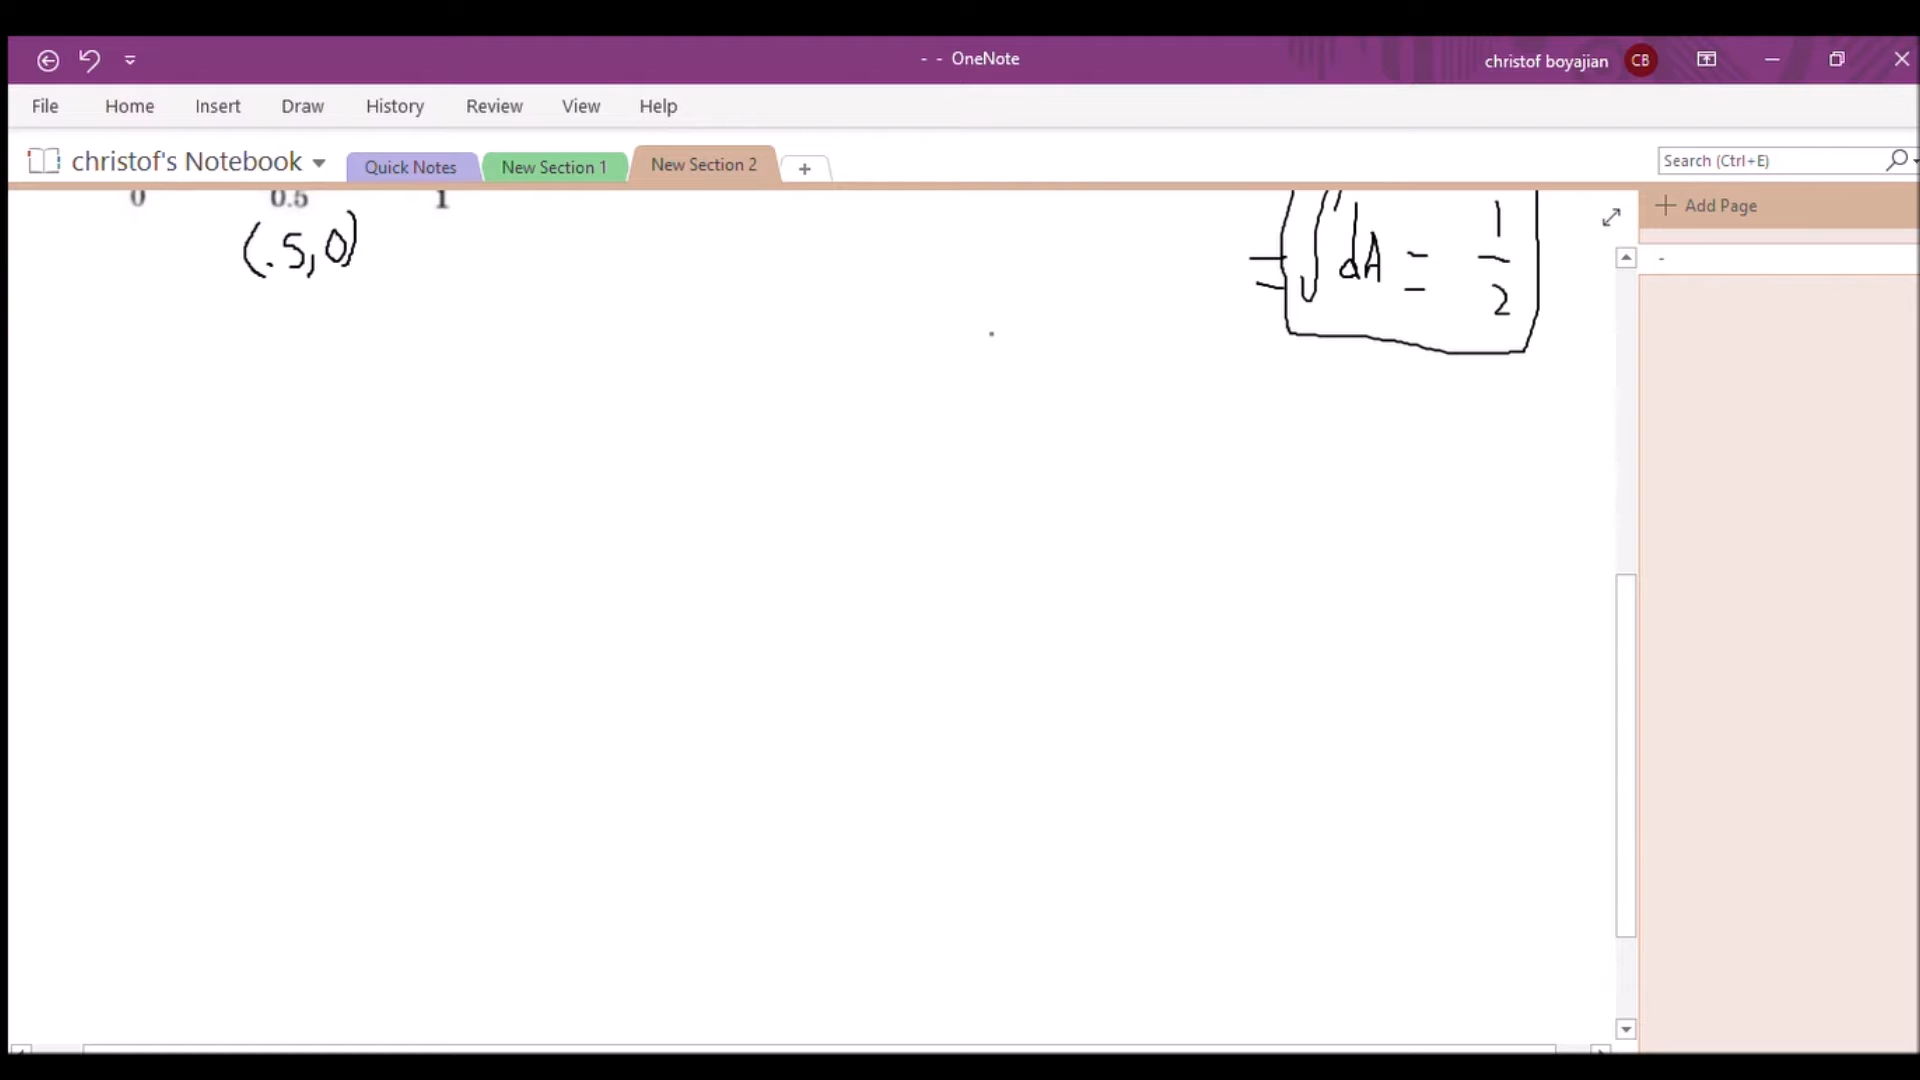 - - OneNote
christof boyajian CB
File Home Insert Draw History Review View Help
christof's Notebook Quick Notes New Section 1 New Section 2 +
Search (Ctrl+E)
Add Page
-
0 0.5 1
(.5,0)
= ∫∫ dA = 1/2